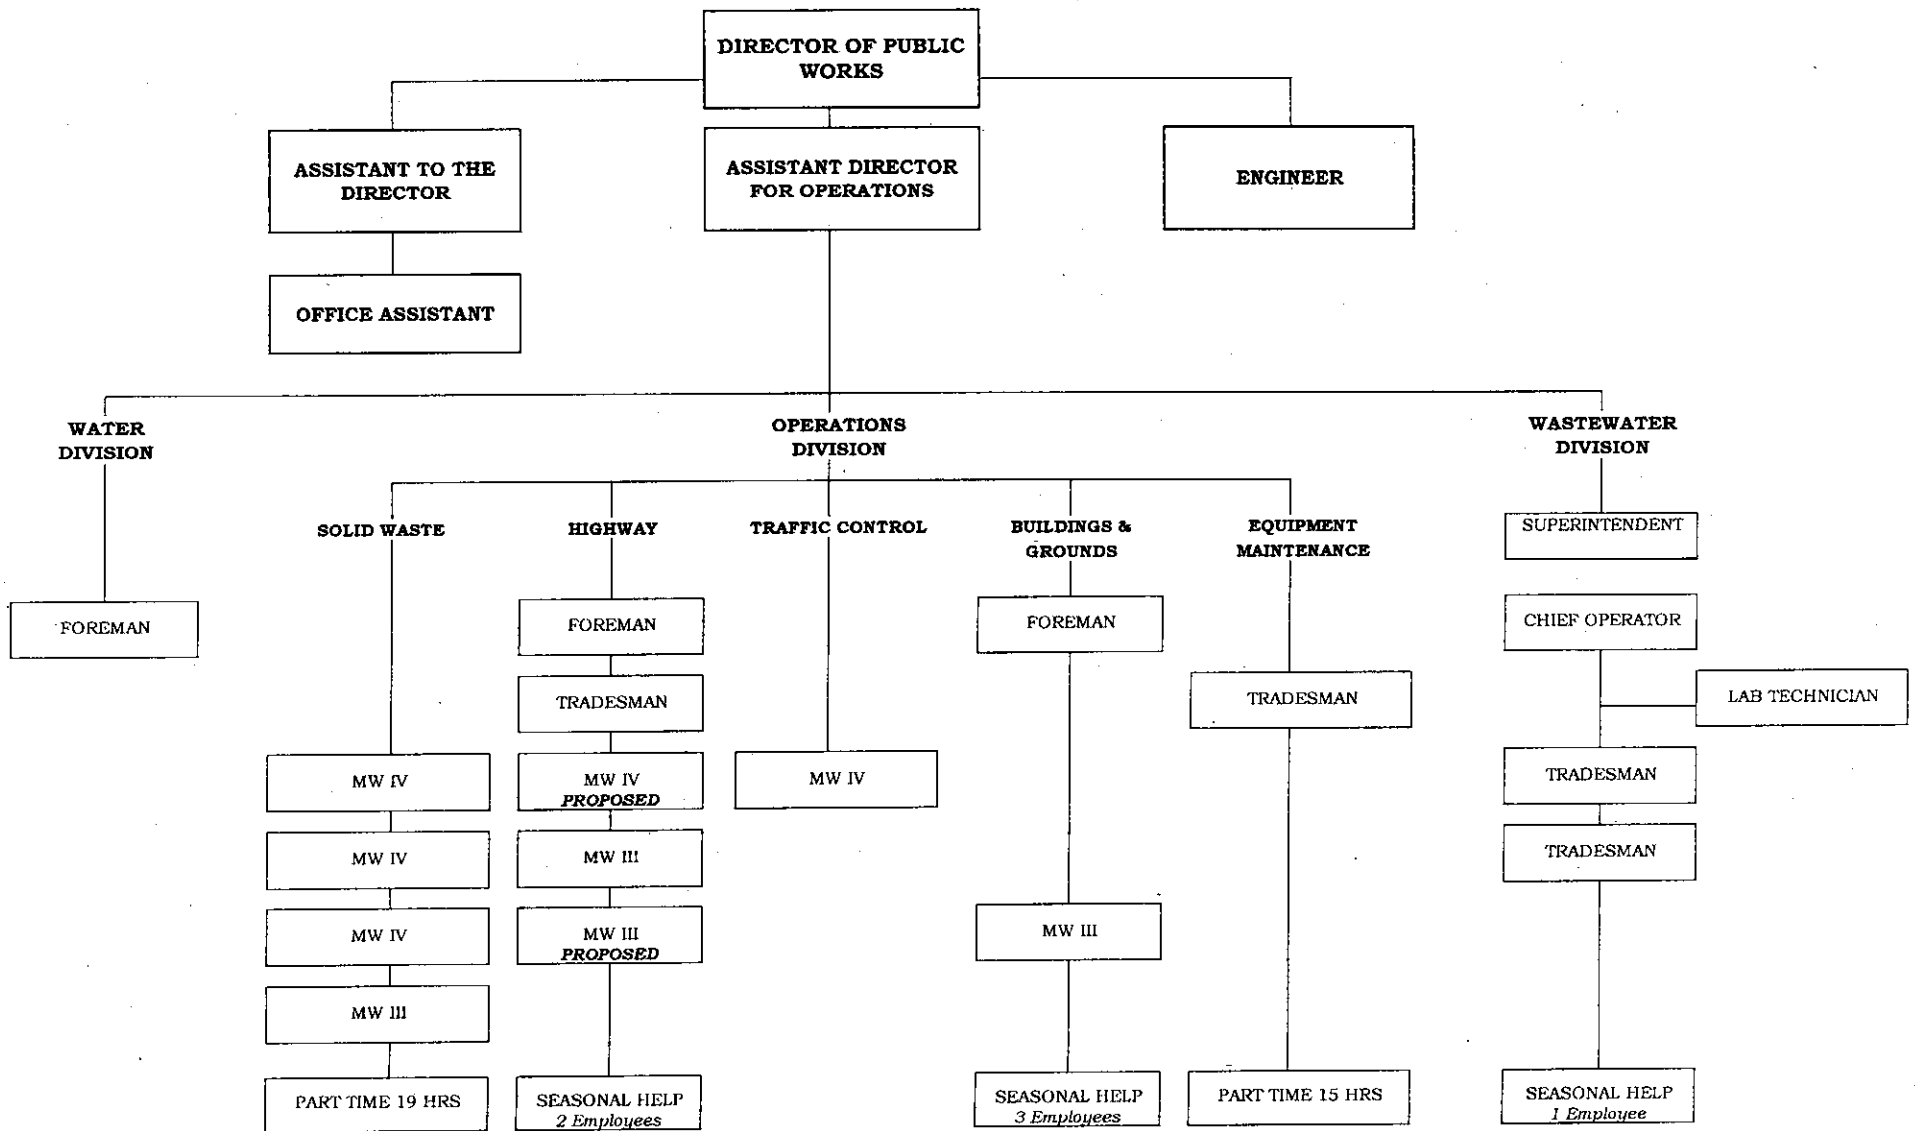 DIRECTOR OF PUBLIC
WORKS
ASSISTANT TO THE
DIRECTOR
ASSISTANT DIRECTOR
FOR OPERATIONS
ENGINEER
OFFICE ASSISTANT
WATER
DIVISION
OPERATIONS
DIVISION
WASTEWATER
DIVISION
SOLID WASTE
HIGHWAY
TRAFFIC CONTROL
BUILDINGS &
GROUNDS
EQUIPMENT
MAINTENANCE
SUPERINTENDENT
FOREMAN
FOREMAN
FOREMAN
CHIEF OPERATOR
TRADESMAN
TRADESMAN
LAB TECHNICIAN
MW IV
MW IV
PROPOSED
MW IV
TRADESMAN
MW IV
MW III
TRADESMAN
MW IV
MW III
PROPOSED
MW III
MW III
PART TIME 19 HRS
SEASONAL HELP
2 Employees
SEASONAL HELP
3 Employees
PART TIME 15 HRS
SEASONAL HELP
1 Employee